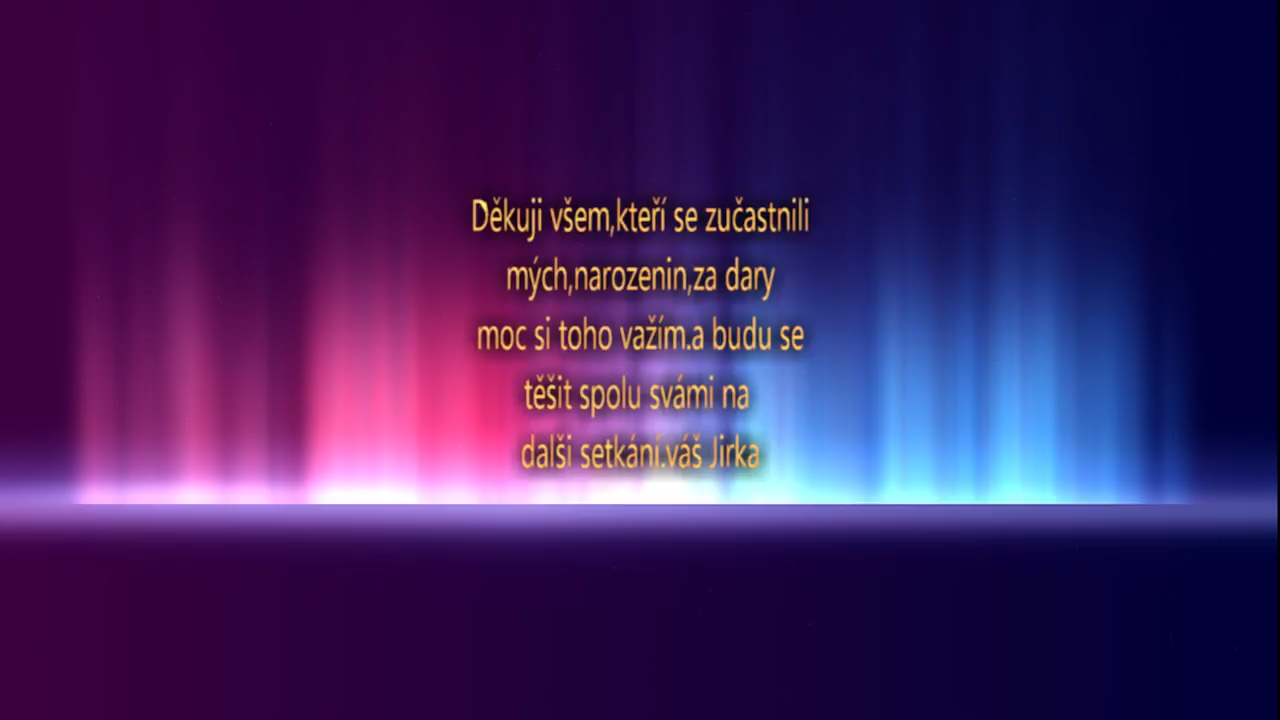 Děkuji všem,kteří se zučastnili
mých,narozenin,za dary
moc si toho važím.a budu se
těšit spolu svámi na
dalši setkání.váš Jirka